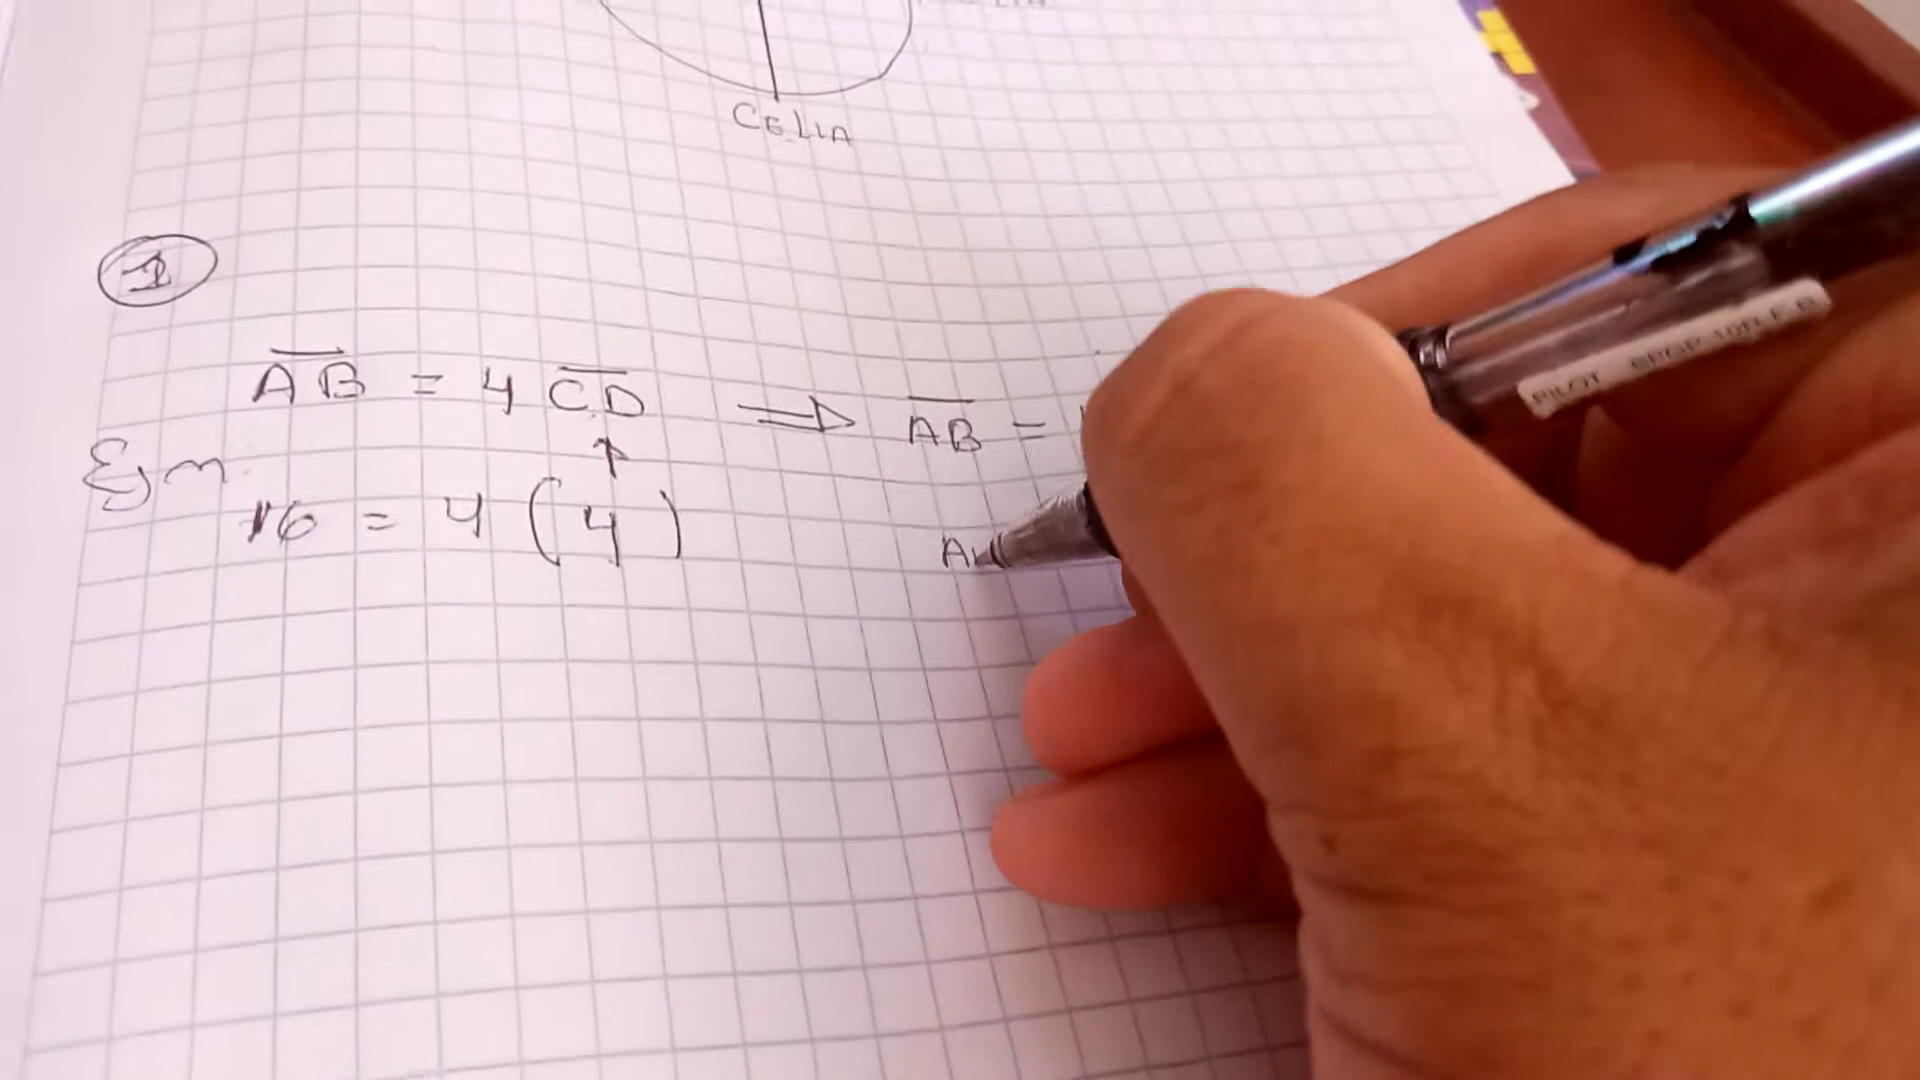 CELIA
1
AB = 4 CD ⟹ AB =
Ejm
16 = 4 ( 4 )
PILOT